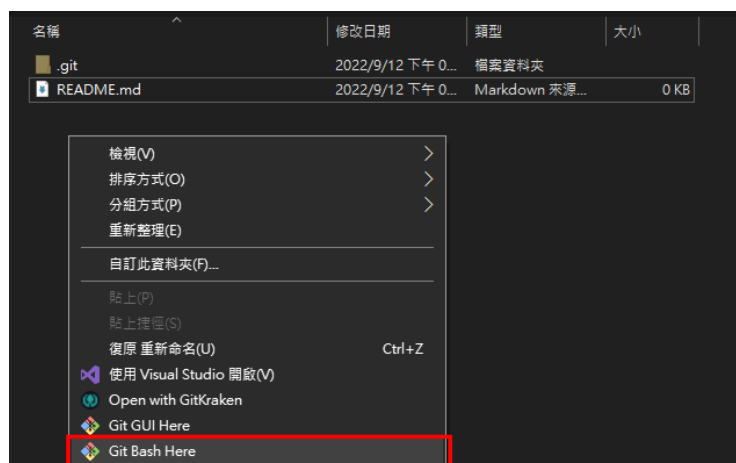 名稱 修改日期 類型 大小
.git 2022/9/12 下午 0... 檔案資料夾
README.md 2022/9/12 下午 0... Markdown 來源... 0 KB
檢視(V)
排序方式(O)
分組方式(P)
重新整理(E)
自訂此資料夾(F)...
貼上(P)
貼上捷徑(S)
復原 重新命名(U) Ctrl+Z
使用 Visual Studio 開啟(V)
Open with GitKraken
Git GUI Here
Git Bash Here